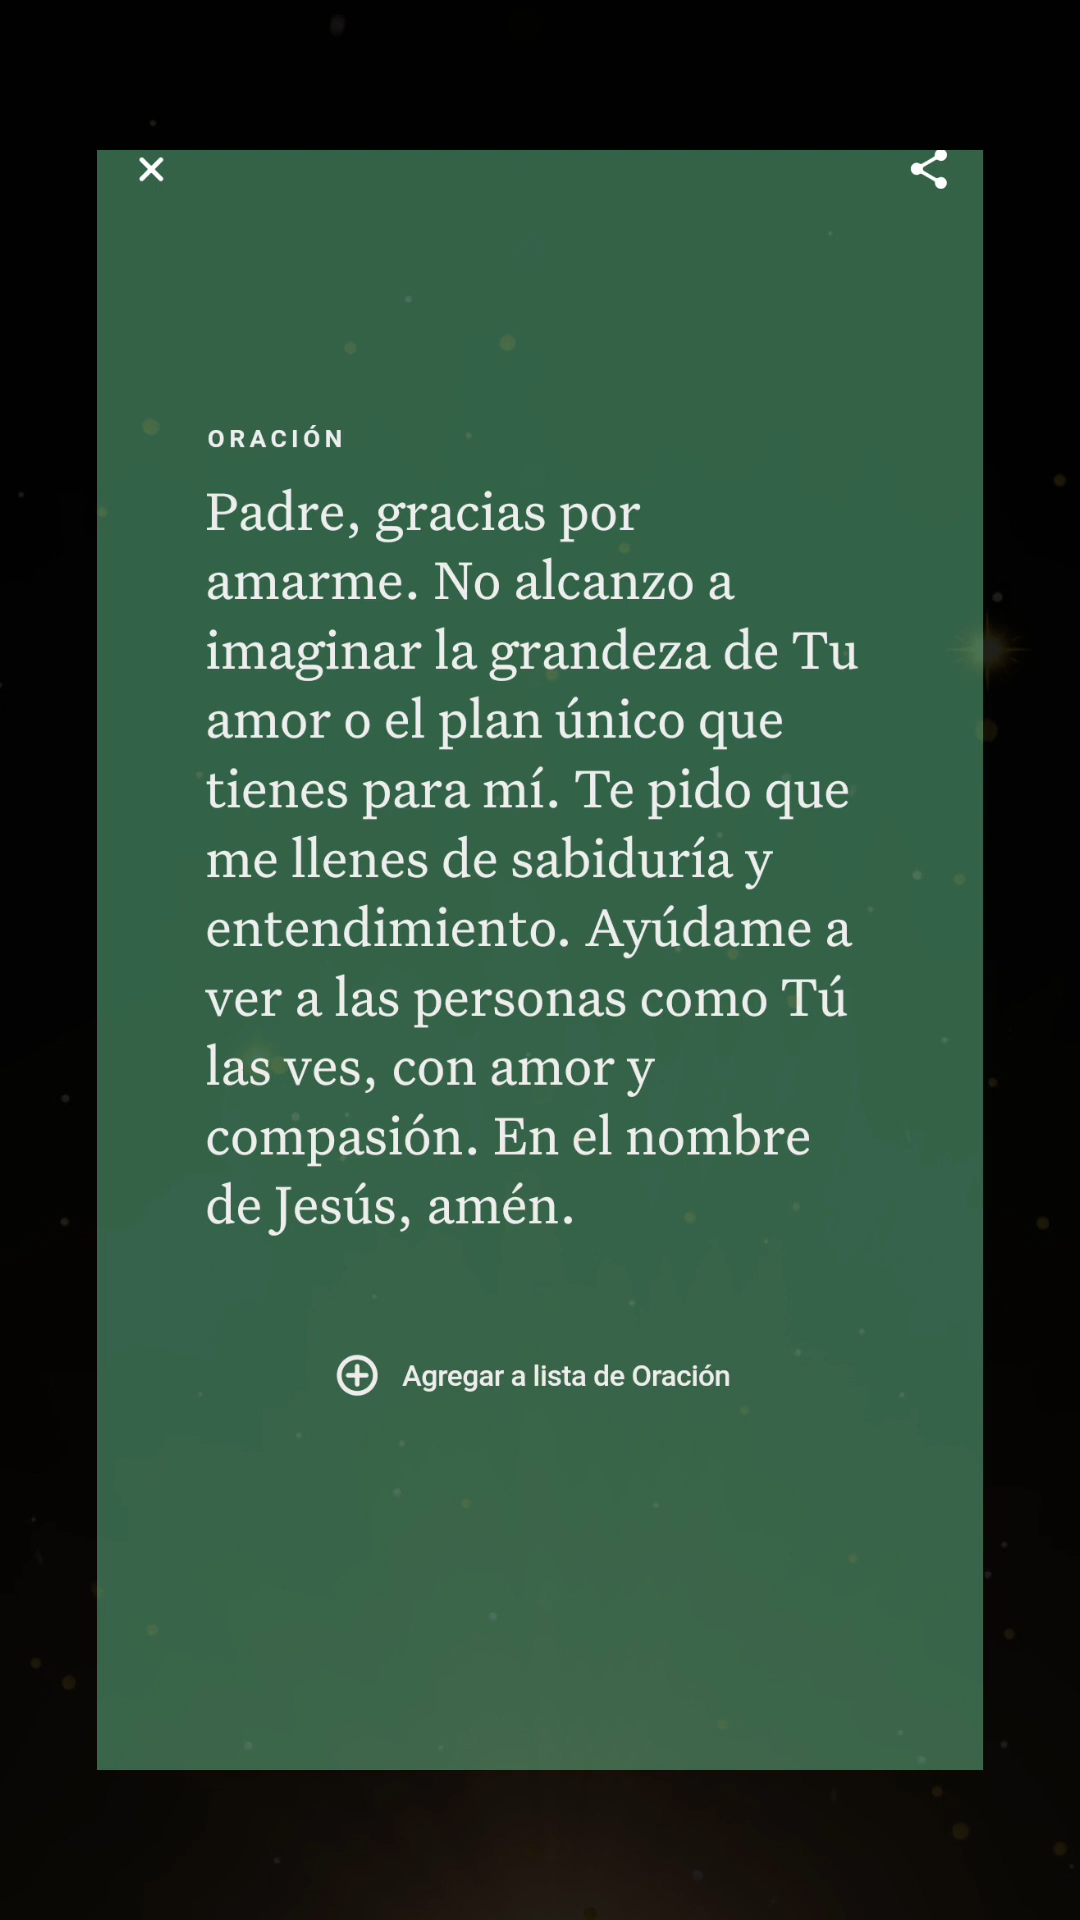 ORACIÓN
Padre, gracias por
amarme. No alcanzo a
imaginar la grandeza de Tu
amor o el plan único que
tienes para mí. Te pido que
me llenes de sabiduría y
entendimiento. Ayúdame a
ver a las personas como Tú
las ves, con amor y
compasión. En el nombre
de Jesús, amén.
Agregar a lista de Oración